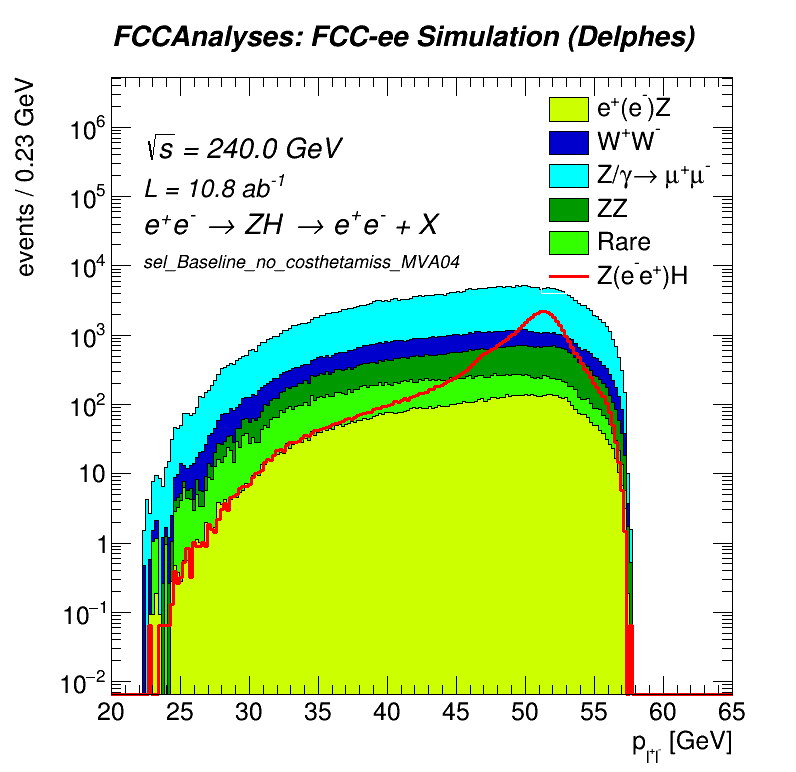 FCCAnalyses: FCC-ee Simulation (Delphes)
events / 0.23 GeV
√s = 240.0 GeV
L = 10.8 ab⁻¹
e⁺e⁻ → ZH → e⁺e⁻ + X
sel_Baseline_no_costhetamiss_MVA04
e⁺(e⁻)Z
W⁺W⁻
Z/γ→ μ⁺μ⁻
ZZ
Rare
Z(e⁻e⁺)H
10⁶
10⁵
10⁴
10³
10²
10
1
10⁻¹
10⁻²
20 25 30 35 40 45 50 55 60 65
p_l⁺l⁻ [GeV]